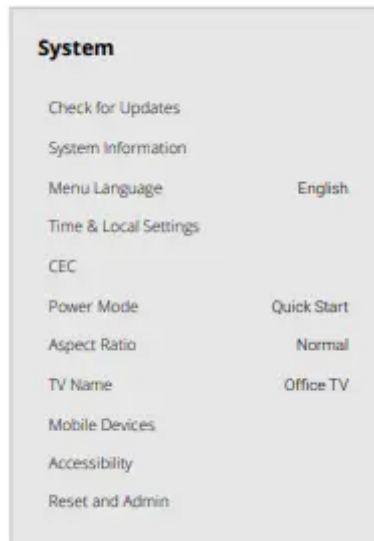 System
Check for Updates
System Information
Menu Language English
Time & Local Settings
CEC
Power Mode Quick Start
Aspect Ratio Normal
TV Name Office TV
Mobile Devices
Accessibility
Reset and Admin